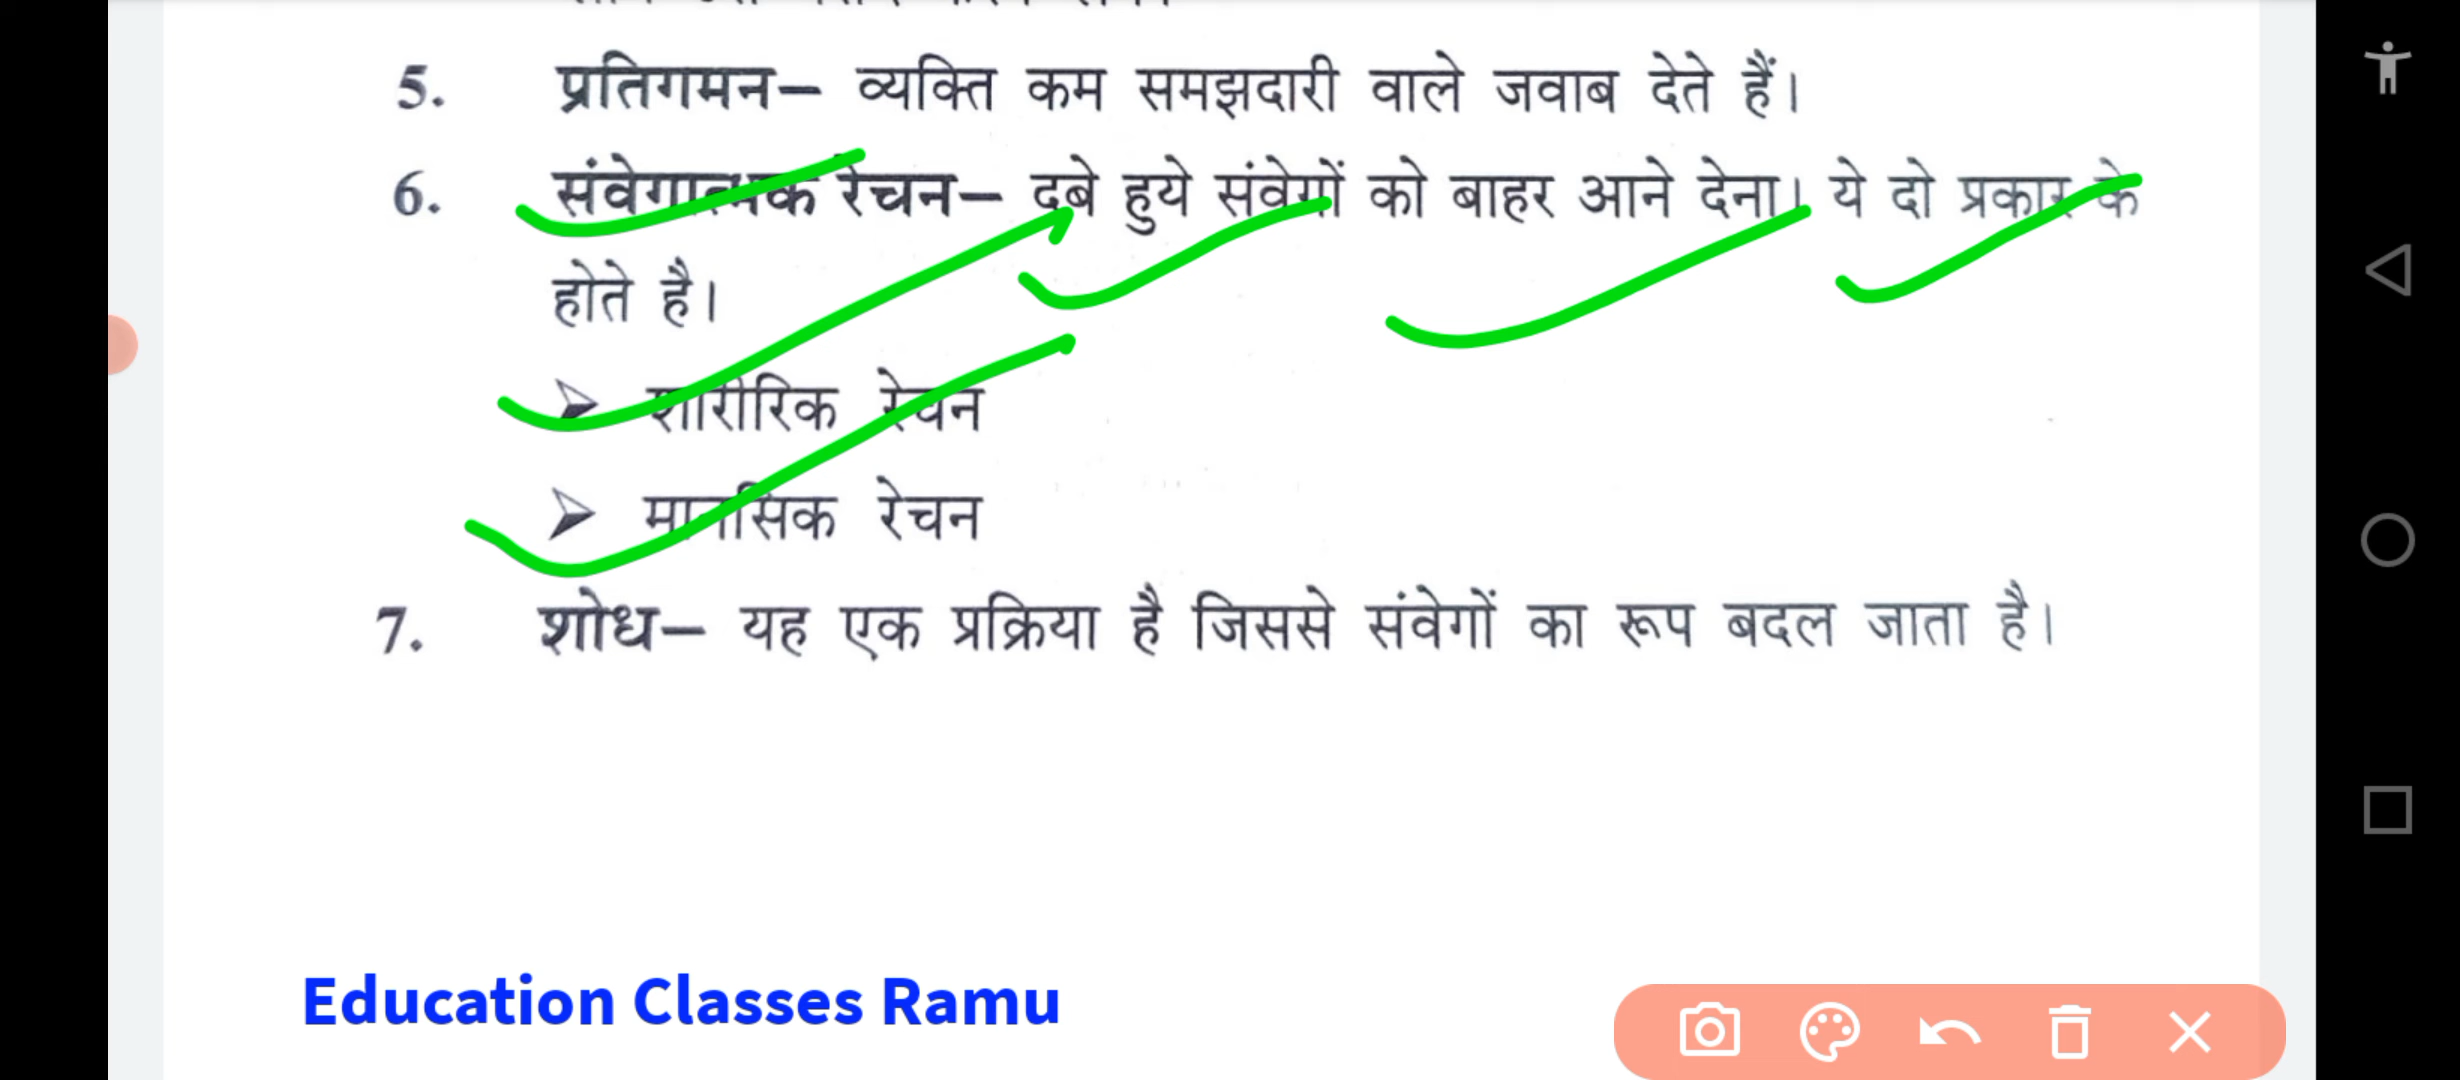 5. प्रतिगमन– व्यक्ति कम समझदारी वाले जवाब देते हैं।
6. संवेगात्मक रेचन– दबे हुये संवेगों को बाहर आने देना। ये दो प्रकार के
होते है।
➢ शारीरिक रेचन
➢ मानसिक रेचन
7. शोध– यह एक प्रक्रिया है जिससे संवेगों का रूप बदल जाता है।
Education Classes Ramu